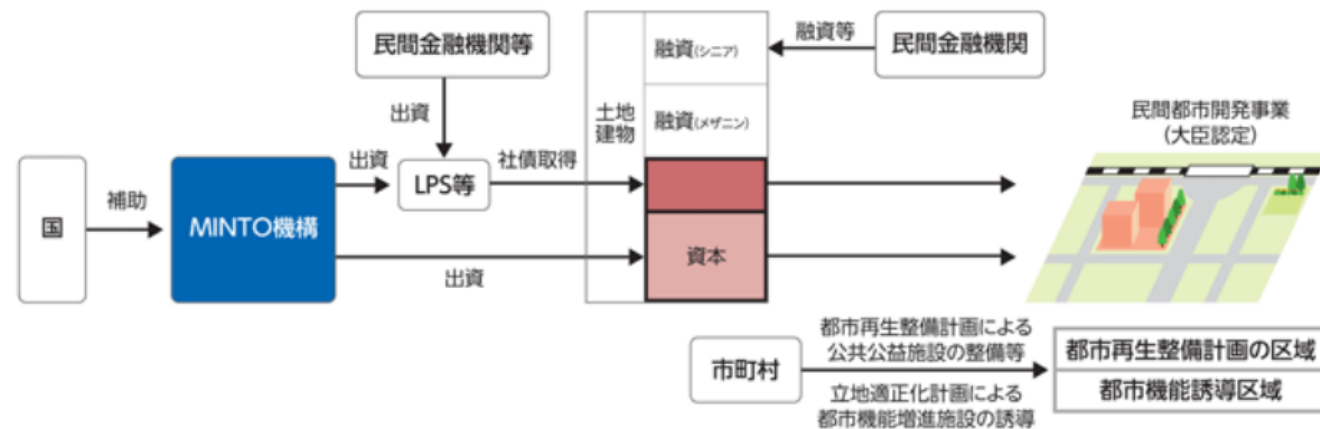 民間金融機関等
融資(シニア)
融資等
民間金融機関
出資
土地
建物
融資(メザニン)
民間都市開発事業
(大臣認定)
国
補助
MINTO機構
出資
LPS等
社債取得
出資
資本
市町村
都市再生整備計画による
公共公益施設の整備等
立地適正化計画による
都市機能増進施設の誘導
都市再生整備計画の区域
都市機能誘導区域